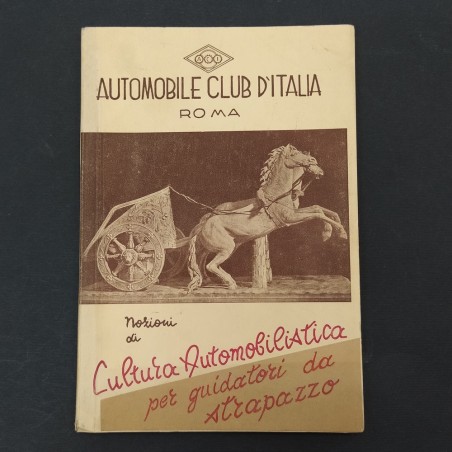 ACI
AUTOMOBILE CLUB D'ITALIA
ROMA
Nozioni
di
Cultura Automobilistica
per guidatori da
strapazzo